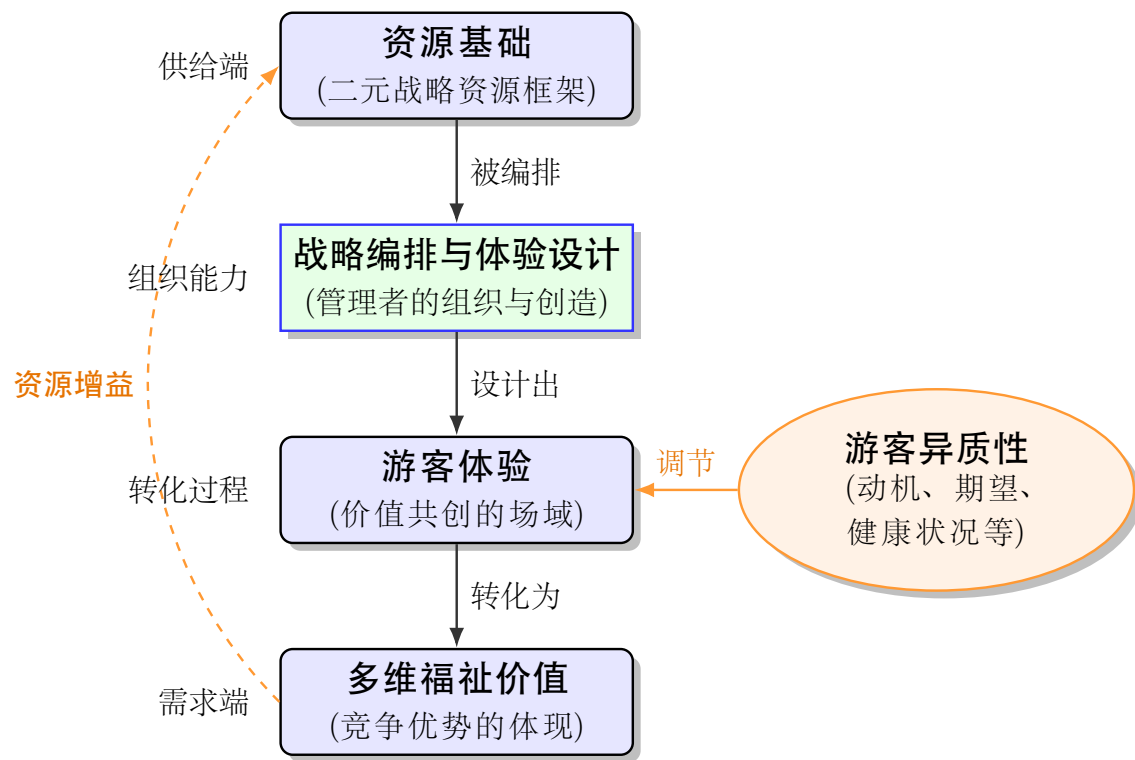 资源基础
(二元战略资源框架)
供给端
被编排
战略编排与体验设计
(管理者的组织与创造)
组织能力
资源增益
设计出
游客体验
(价值共创的场域)
转化过程
调节
游客异质性
(动机、期望、
健康状况等)
转化为
多维福祉价值
(竞争优势的体现)
需求端